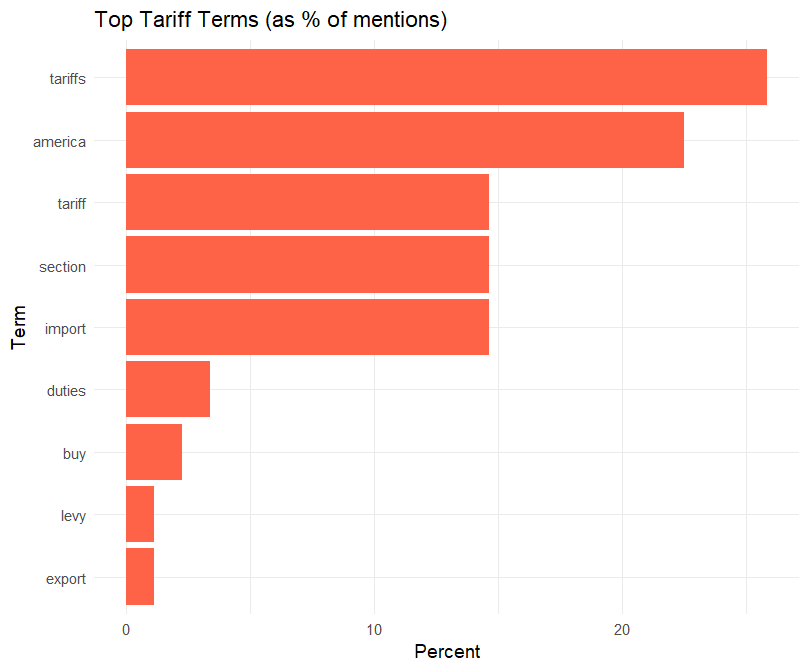 Top Tariff Terms (as % of mentions)
tariffs
america
tariff
section
import
duties
buy
levy
export
Term
0 10 20
Percent